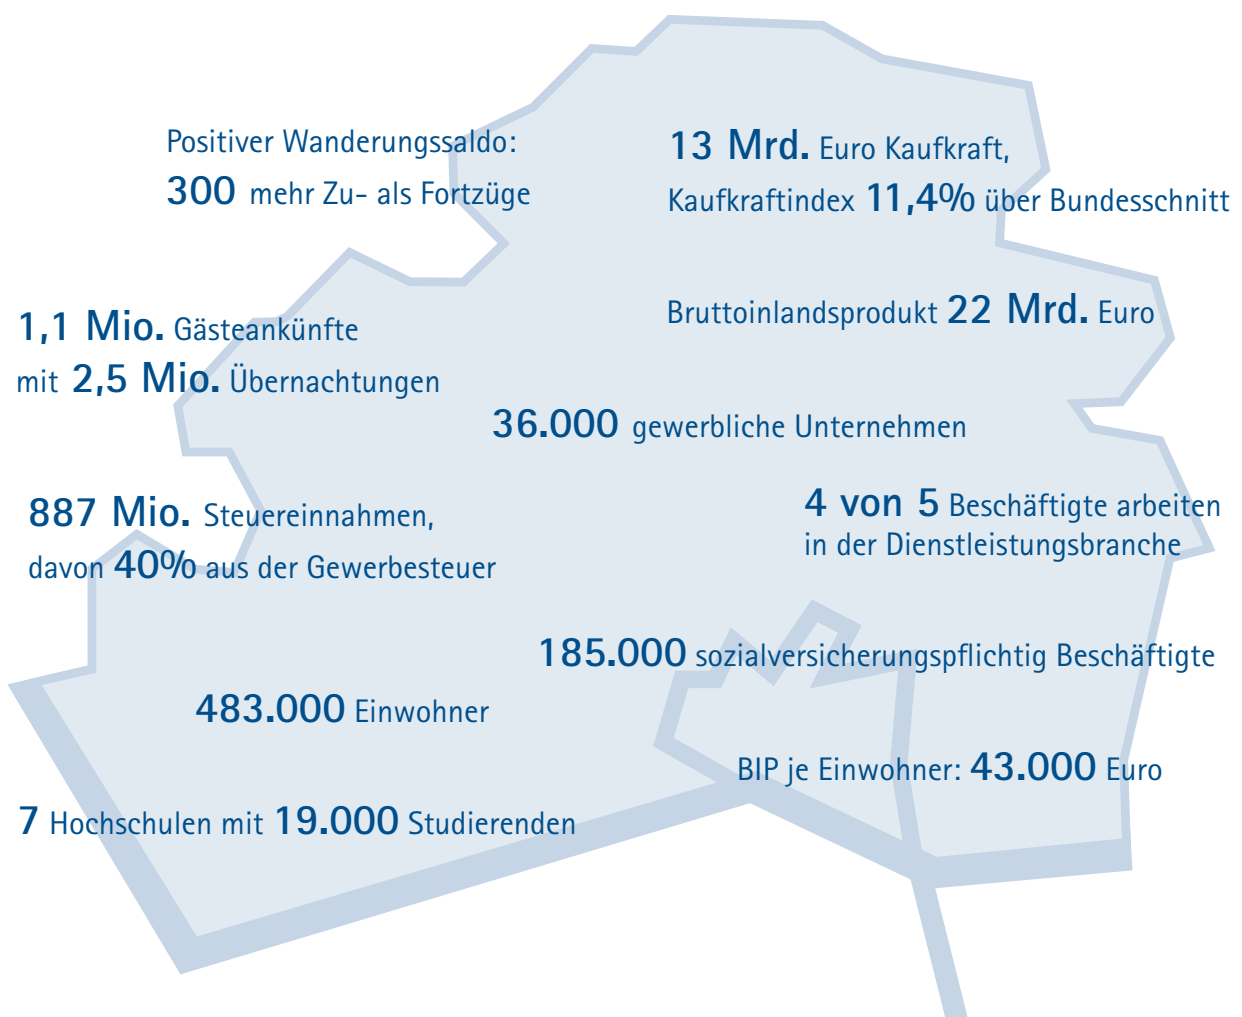 Positiver Wanderungssaldo:
300 mehr Zu- als Fortzüge
13 Mrd. Euro Kaufkraft,
Kaufkraftindex 11,4% über Bundesschnitt
1,1 Mio. Gästeankünfte
mit 2,5 Mio. Übernachtungen
Bruttoinlandsprodukt 22 Mrd. Euro
36.000 gewerbliche Unternehmen
887 Mio. Steuereinnahmen,
davon 40% aus der Gewerbesteuer
4 von 5 Beschäftigte arbeiten
in der Dienstleistungsbranche
185.000 sozialversicherungspflichtig Beschäftigte
483.000 Einwohner
BIP je Einwohner: 43.000 Euro
7 Hochschulen mit 19.000 Studierenden